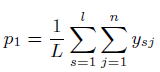 $p_1 = \frac{1}{L} \sum_{s=1}^{l} \sum_{j=1}^{n} y_{sj}$